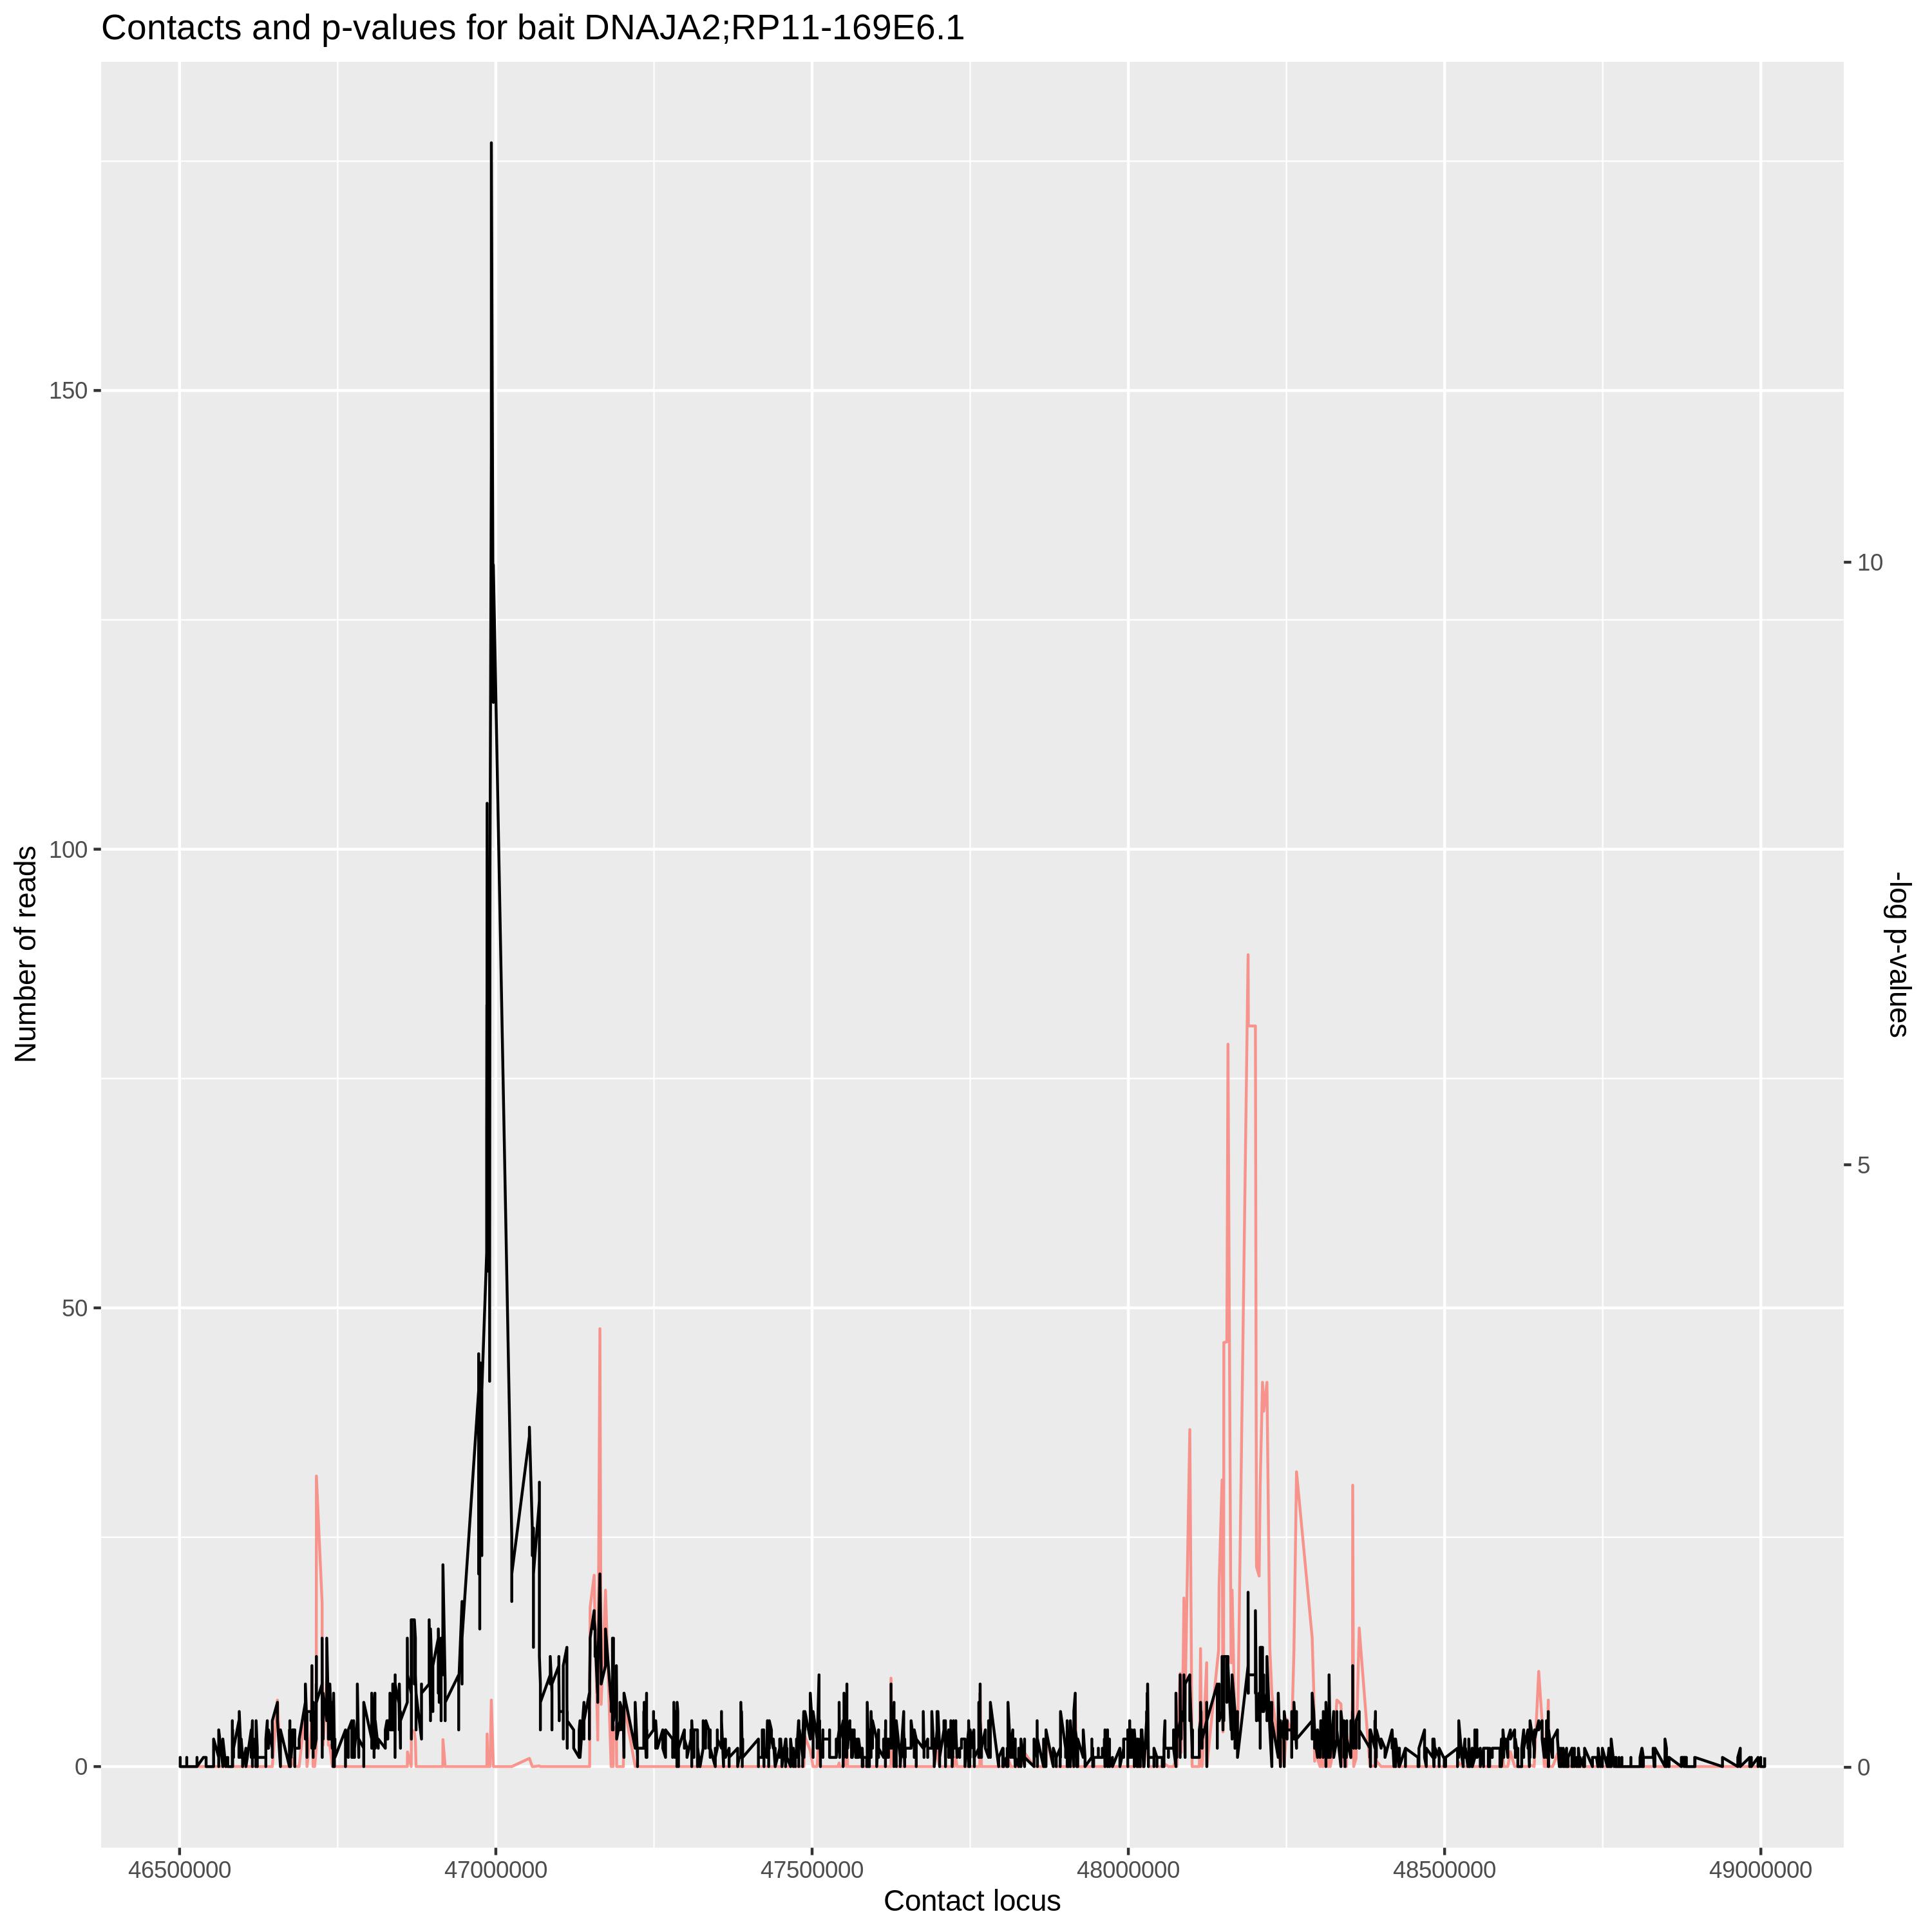 Contacts and p-values for bait DNAJA2;RP11-169E6.1
150
100
50
0
Number of reads
10
5
0
-log p-values
46500000 47000000 47500000 48000000 48500000 49000000
Contact locus